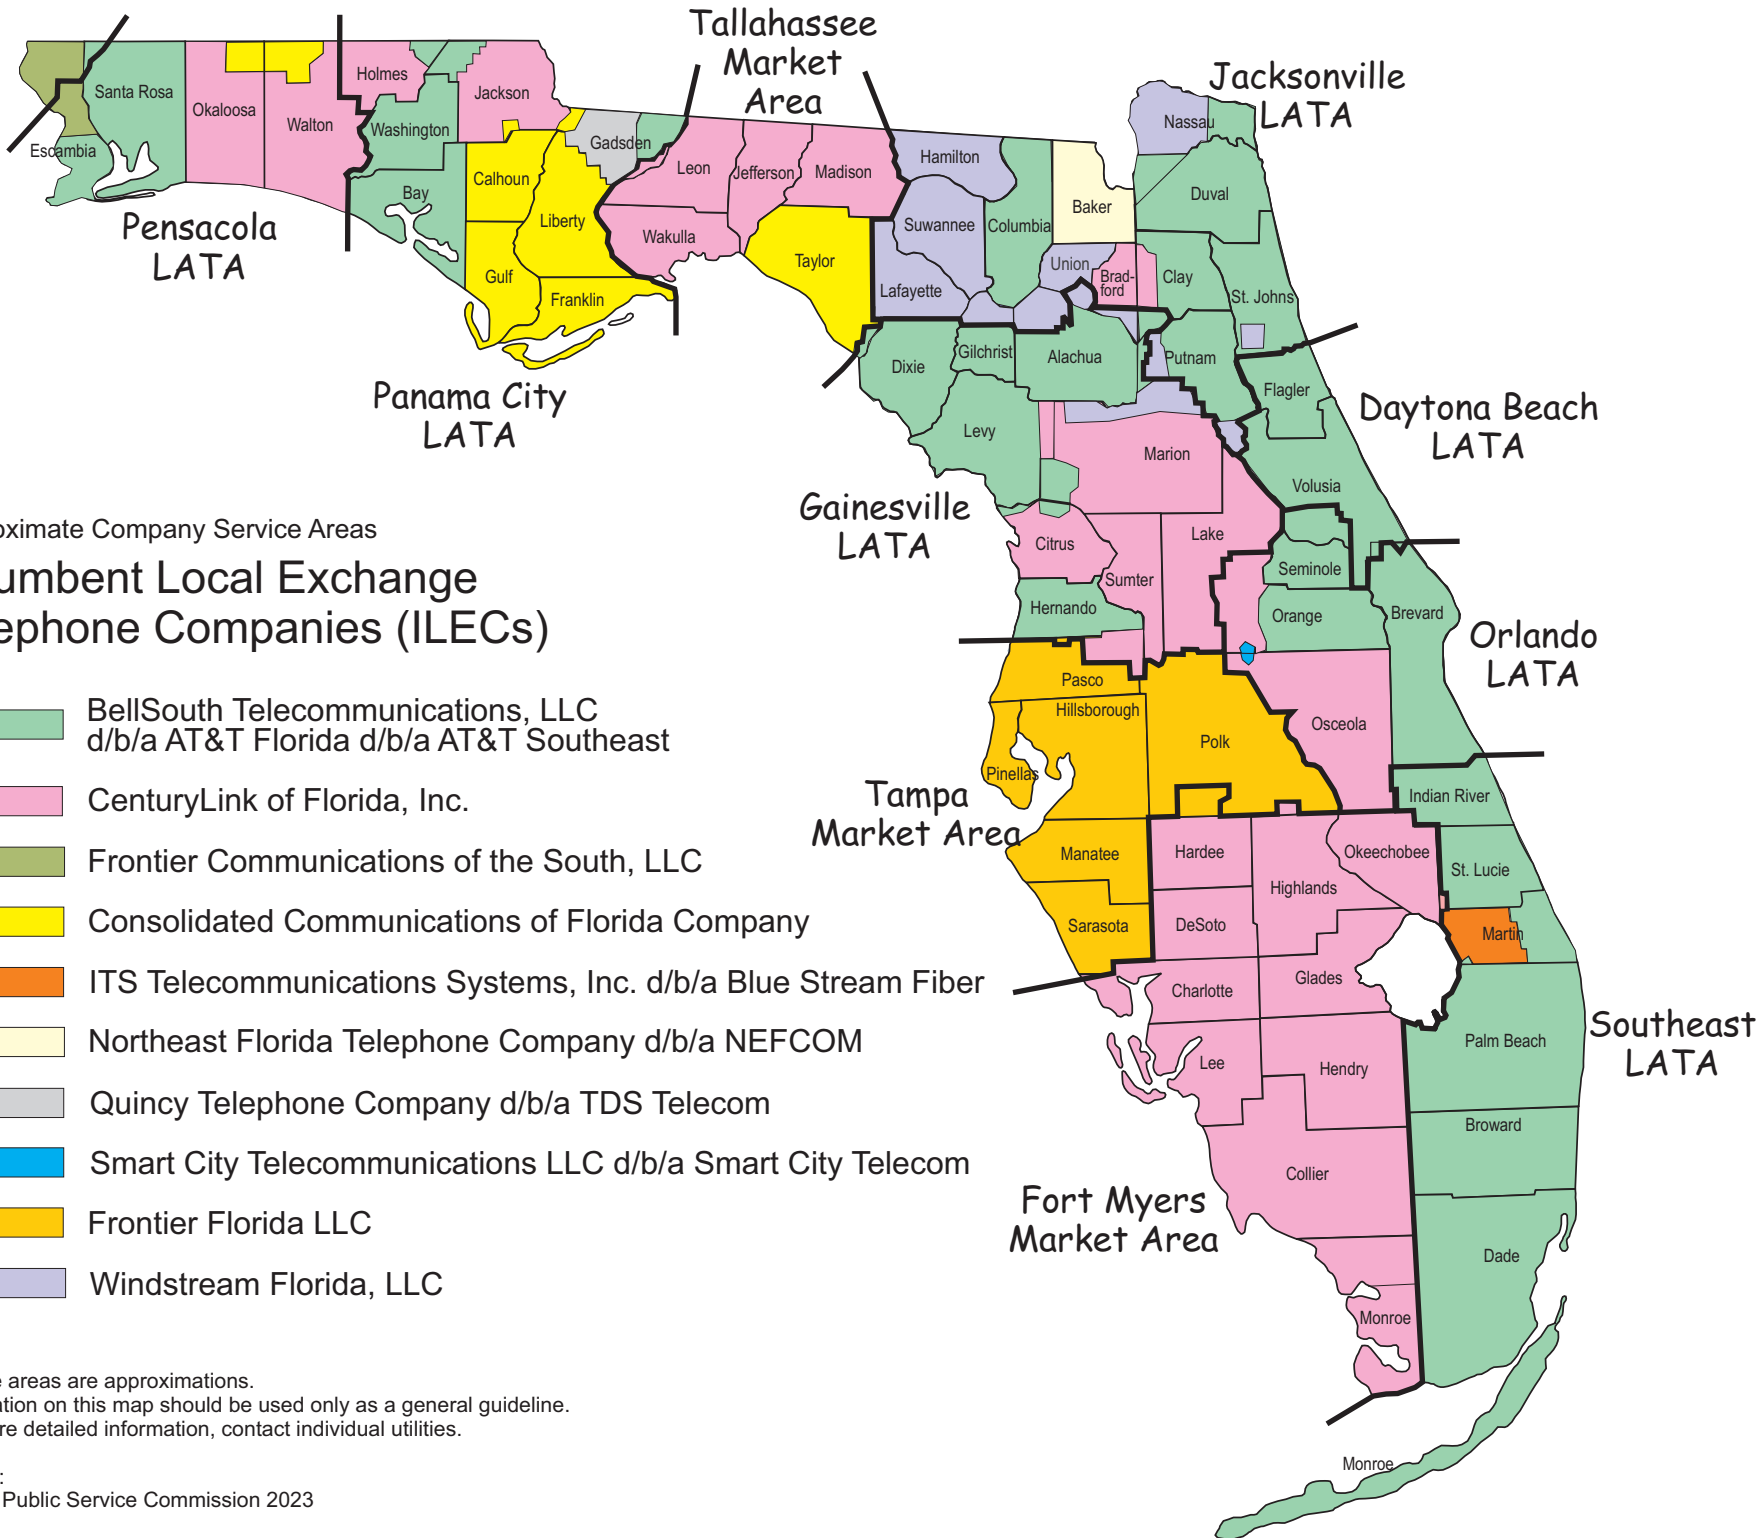 Tallahassee
Market
Area
Jacksonville
LATA
Holmes
Santa Rosa
Okaloosa
Walton
Jackson
Washington
Escambia
Gadsden
Nassau
Leon
Jefferson
Madison
Hamilton
Calhoun
Bay
Liberty
Baker
Duval
Pensacola
LATA
Wakulla
Suwannee
Columbia
Taylor
Union
Brad-
ford
Clay
Gulf
Franklin
Lafayette
St. Johns
Dixie
Gilchrist
Alachua
Putnam
Flagler
Panama City
LATA
Daytona Beach
LATA
Levy
Marion
Volusia
Gainesville
LATA
Citrus
Lake
Sumter
Seminole
Hernando
Orange
Brevard
Orlando
LATA
oximate Company Service Areas
umbent Local Exchange
ephone Companies (ILECs)
Pasco
Hillsborough
Polk
Osceola
Pinellas
Indian River
Tampa
Market Area
Manatee
Hardee
Okeechobee
St. Lucie
Highlands
Sarasota
DeSoto
Martin
Charlotte
Glades
Southeast
LATA
Palm Beach
Lee
Hendry
Broward
Collier
Fort Myers
Market Area
Dade
Monroe
Monroe
BellSouth Telecommunications, LLC
d/b/a AT&T Florida d/b/a AT&T Southeast
CenturyLink of Florida, Inc.
Frontier Communications of the South, LLC
Consolidated Communications of Florida Company
ITS Telecommunications Systems, Inc. d/b/a Blue Stream Fiber
Northeast Florida Telephone Company d/b/a NEFCOM
Quincy Telephone Company d/b/a TDS Telecom
Smart City Telecommunications LLC d/b/a Smart City Telecom
Frontier Florida LLC
Windstream Florida, LLC
e areas are approximations.
ation on this map should be used only as a general guideline.
re detailed information, contact individual utilities.
:
Public Service Commission 2023